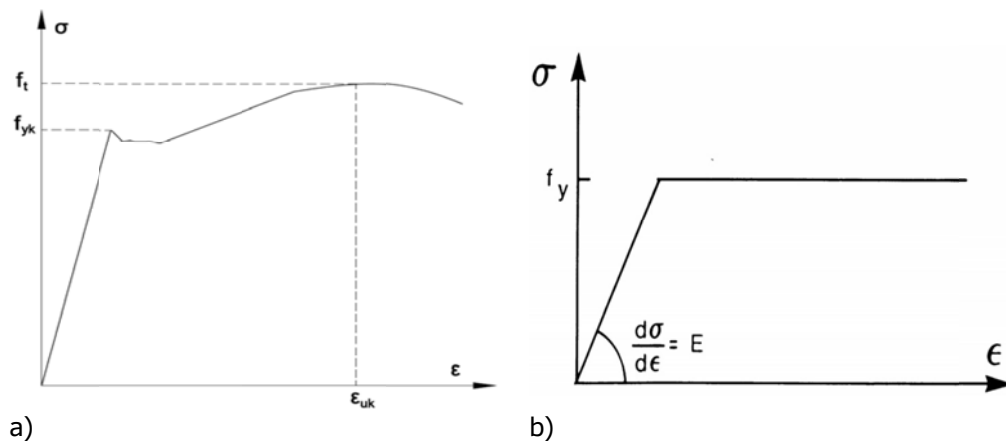 σ
f_t
f_yk
ε
ε_uk
a)
σ
f_y
dσ/dϵ = E
ϵ
b)